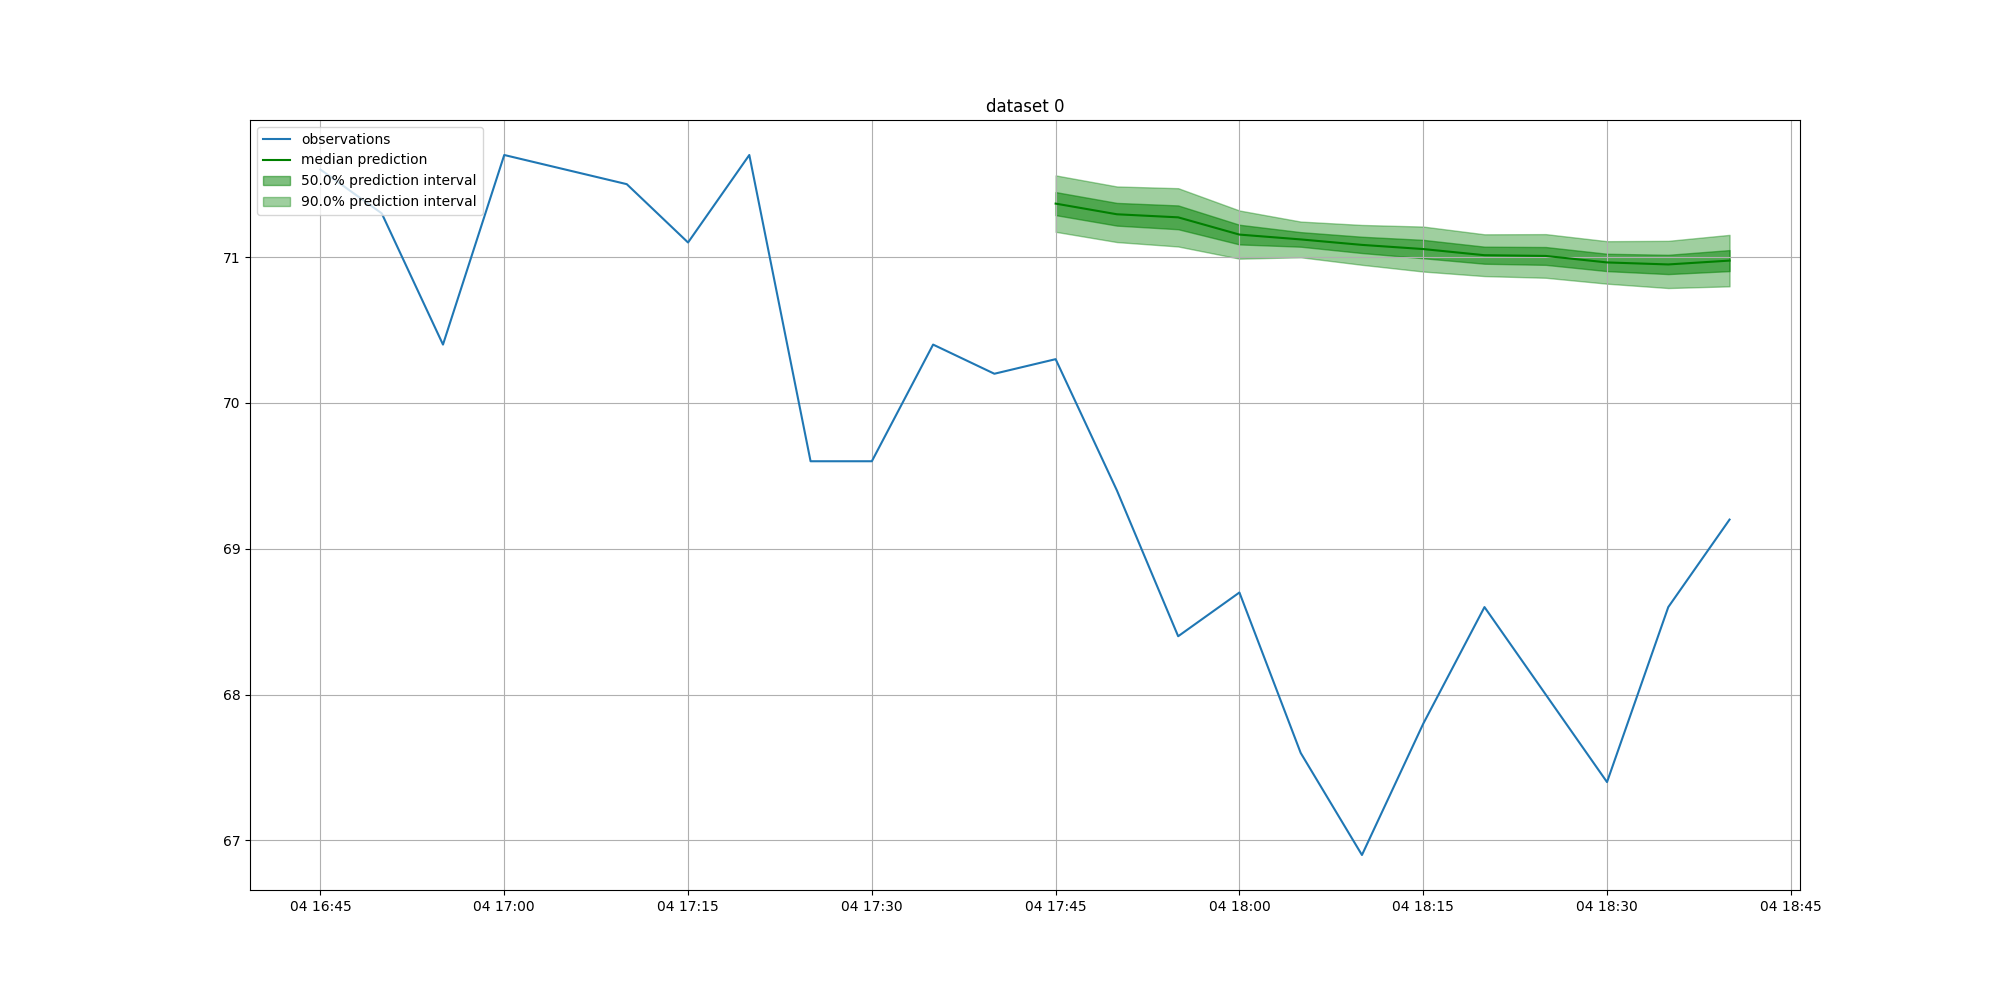 dataset 0
observations
median prediction
50.0% prediction interval
90.0% prediction interval
71
70
69
68
67
04 16:45 04 17:00 04 17:15 04 17:30 04 17:45 04 18:00 04 18:15 04 18:30 04 18:45